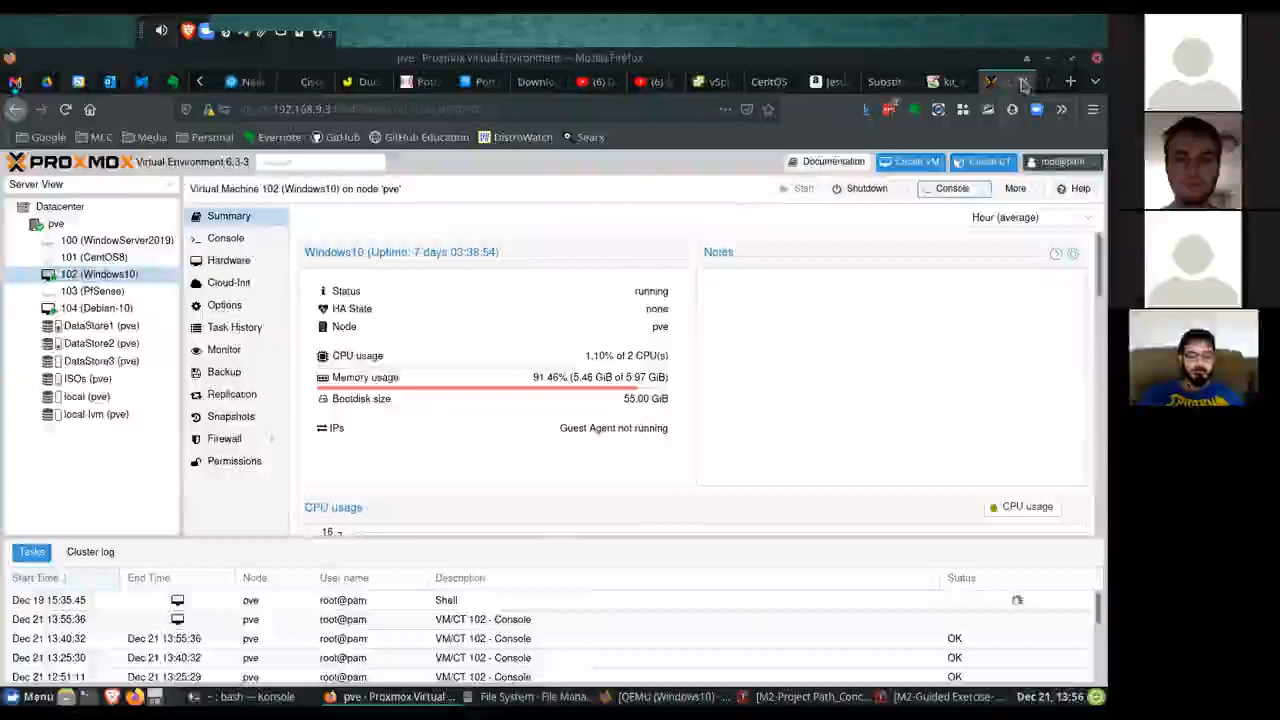 pve - Proxmox Virtual Environment — Mozilla Firefox
Cisco
Downlo
CentOS
Substit
192.168.9.3
Google
MCC
Media
Personal
Evernote
GitHub
GitHub Education
DistroWatch
Searx
PROXMOX Virtual Environment 6.3-3
Documentation
Create VM
Create CT
root@pam
Server View
Virtual Machine 102 (Windows10) on node 'pve'
Start
Shutdown
Console
More
Help
Datacenter
pve
100 (WindowServer2019)
101 (CentOS8)
102 (Windows10)
103 (PfSense)
104 (Debian-10)
DataStore1 (pve)
DataStore2 (pve)
DataStore3 (pve)
ISOs (pve)
local (pve)
local-lvm (pve)
Summary
Console
Hardware
Cloud-Init
Options
Task History
Monitor
Backup
Replication
Snapshots
Firewall
Permissions
Hour (average)
Windows10 (Uptime: 7 days 03:38:54)
Notes
Status running
HA State none
Node pve
CPU usage 1.10% of 2 CPU(s)
Memory usage 91.46% (5.46 GiB of 5.97 GiB)
Bootdisk size 55.00 GiB
IPs Guest Agent not running
CPU usage
CPU usage
16
Tasks
Cluster log
Start Time End Time Node User name Description Status
Dec 19 15:35:45 pve root@pam Shell
Dec 21 13:55:36 pve root@pam VM/CT 102 - Console
Dec 21 13:40:32 Dec 21 13:55:36 pve root@pam VM/CT 102 - Console OK
Dec 21 13:25:30 Dec 21 13:40:32 pve root@pam VM/CT 102 - Console OK
Dec 21 12:51:11 Dec 21 13:25:29 pve root@pam VM/CT 102 - Console OK
Menu
~ : bash — Konsole
pve - Proxmox Virtual ...
File System - File Mana...
[QEMU (Windows10) - ...
[M2-Project Path_Conc...
[M2-Guided Exercise-...
Dec 21, 13:56